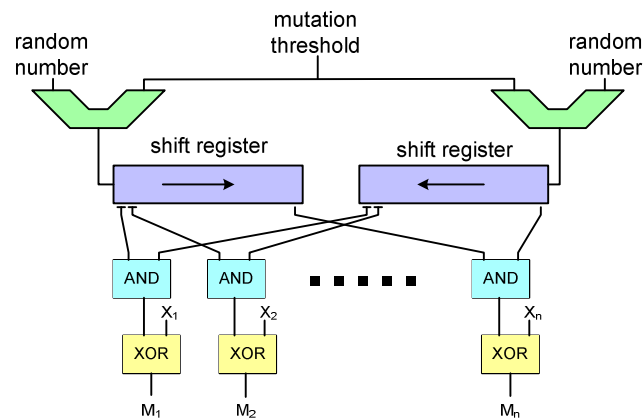 mutation
threshold
random
number
random
number
shift register
shift register
AND
AND
AND
X1
X2
Xn
XOR
XOR
XOR
M1
M2
Mn